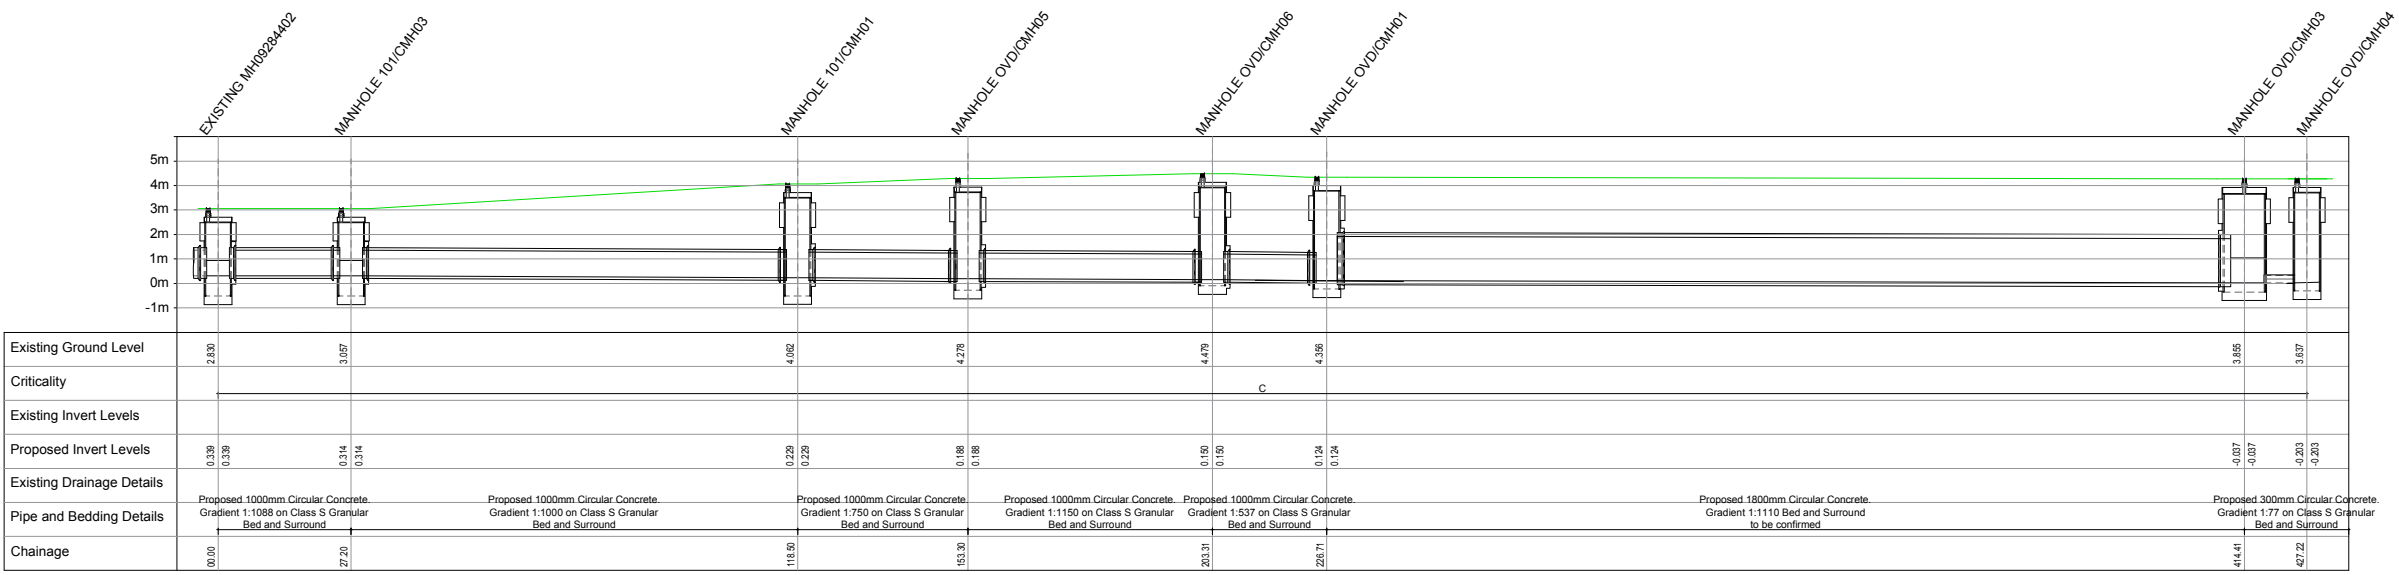 EXISTING MH09284402
MANHOLE 101/CMH03
MANHOLE 101/CMH01
MANHOLE OVD/CMH05
MANHOLE OVD/CMH06
MANHOLE OVD/CMH01
MANHOLE OVD/CMH03
MANHOLE OVD/CMH04
5m
4m
3m
2m
1m
0m
-1m
Existing Ground Level
2.830
3.057
4.062
4.278
4.479
4.356
3.855
3.637
Criticality
C
Existing Invert Levels
Proposed Invert Levels
0.339
0.339
0.314
0.314
0.229
0.229
0.188
0.188
0.150
0.150
0.124
0.124
-0.037
-0.037
-0.203
-0.203
Existing Drainage Details
Pipe and Bedding Details
Proposed 1000mm Circular Concrete.
Gradient 1:1088 on Class S Granular
Bed and Surround
Proposed 1000mm Circular Concrete.
Gradient 1:1000 on Class S Granular
Bed and Surround
Proposed 1000mm Circular Concrete.
Gradient 1:750 on Class S Granular
Bed and Surround
Proposed 1000mm Circular Concrete.
Gradient 1:1150 on Class S Granular
Bed and Surround
Proposed 1000mm Circular Concrete.
Gradient 1:537 on Class S Granular
Bed and Surround
Proposed 1800mm Circular Concrete.
Gradient 1:1110 Bed and Surround
to be confirmed
Proposed 300mm Circular Concrete.
Gradient 1:77 on Class S Granular
Bed and Surround
Chainage
00.00
27.20
118.50
153.30
203.31
226.71
414.41
427.22